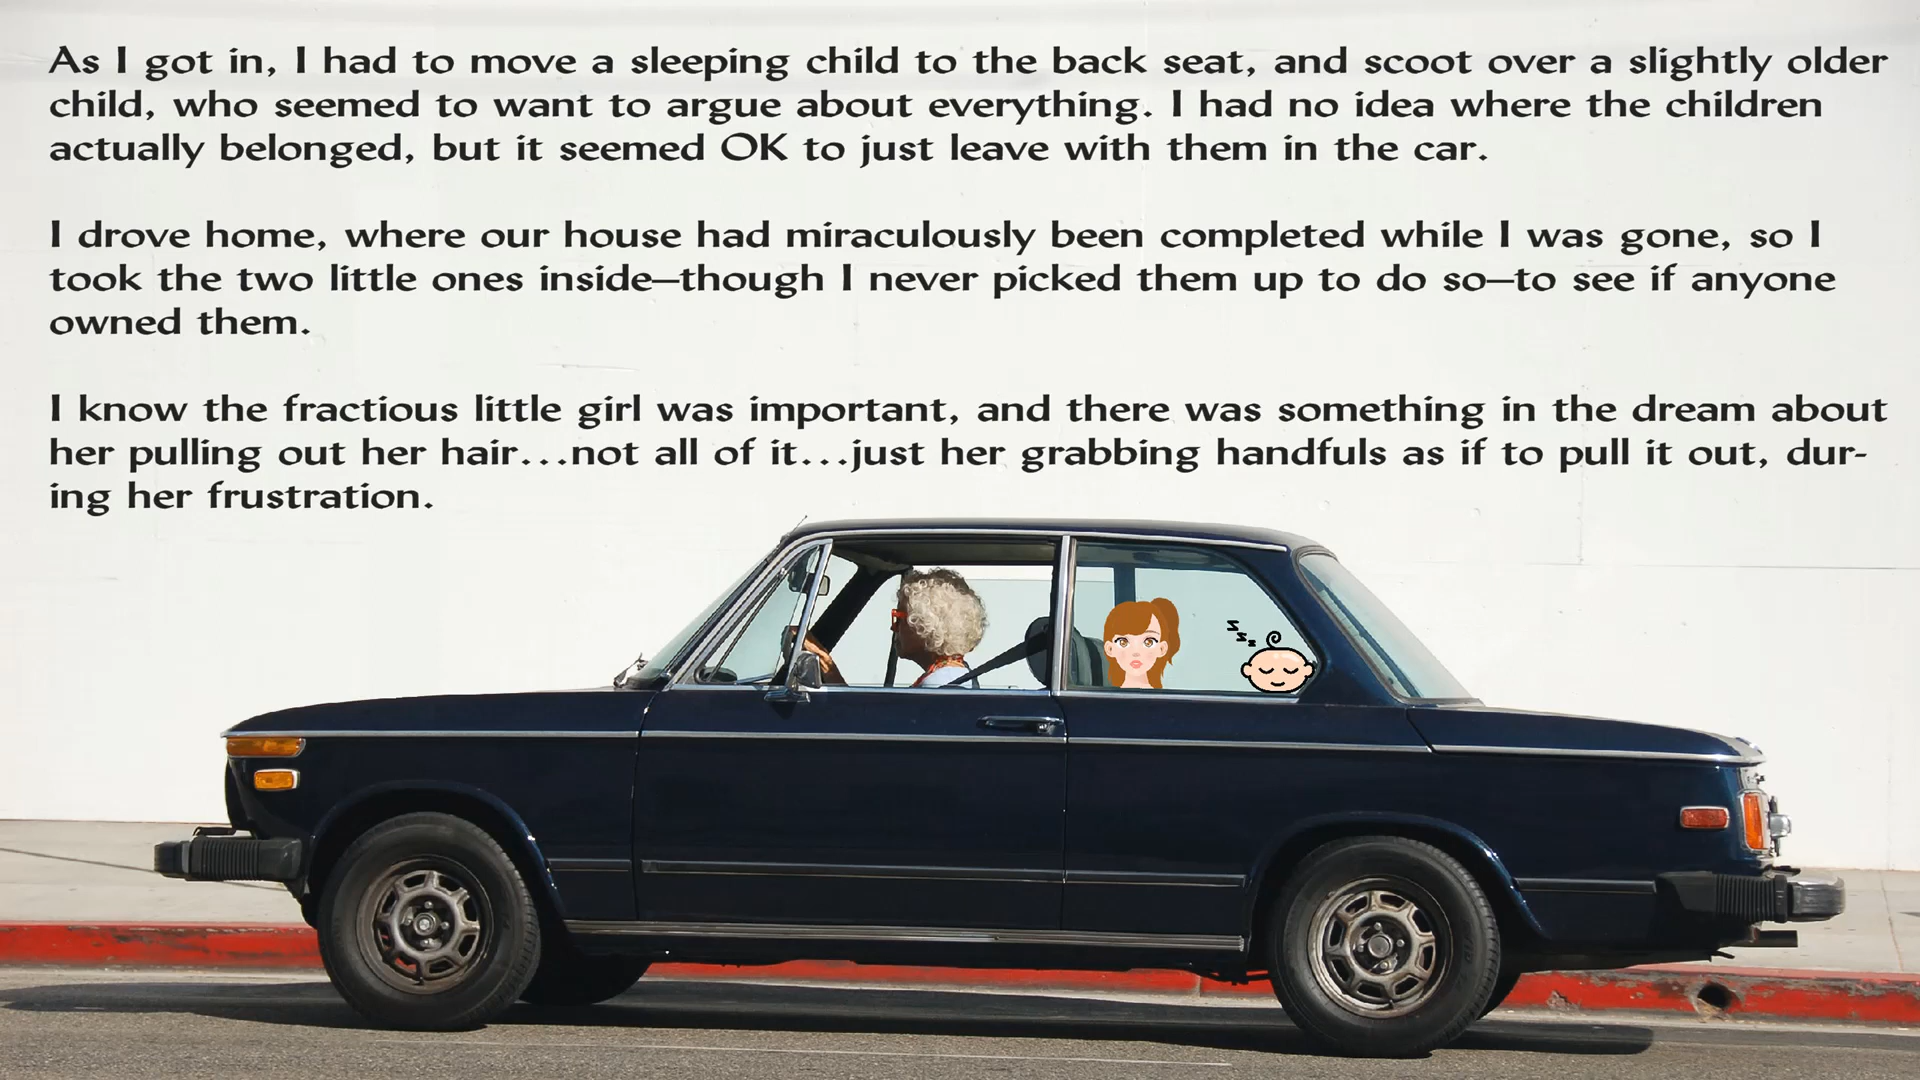 As I got in, I had to move a sleeping child to the back seat, and scoot over a slightly older
child, who seemed to want to argue about everything. I had no idea where the children
actually belonged, but it seemed OK to just leave with them in the car.
I drove home, where our house had miraculously been completed while I was gone, so I
took the two little ones inside—though I never picked them up to do so—to see if anyone
owned them.
I know the fractious little girl was important, and there was something in the dream about
her pulling out her hair...not all of it...just her grabbing handfuls as if to pull it out, dur-
ing her frustration.
z z z